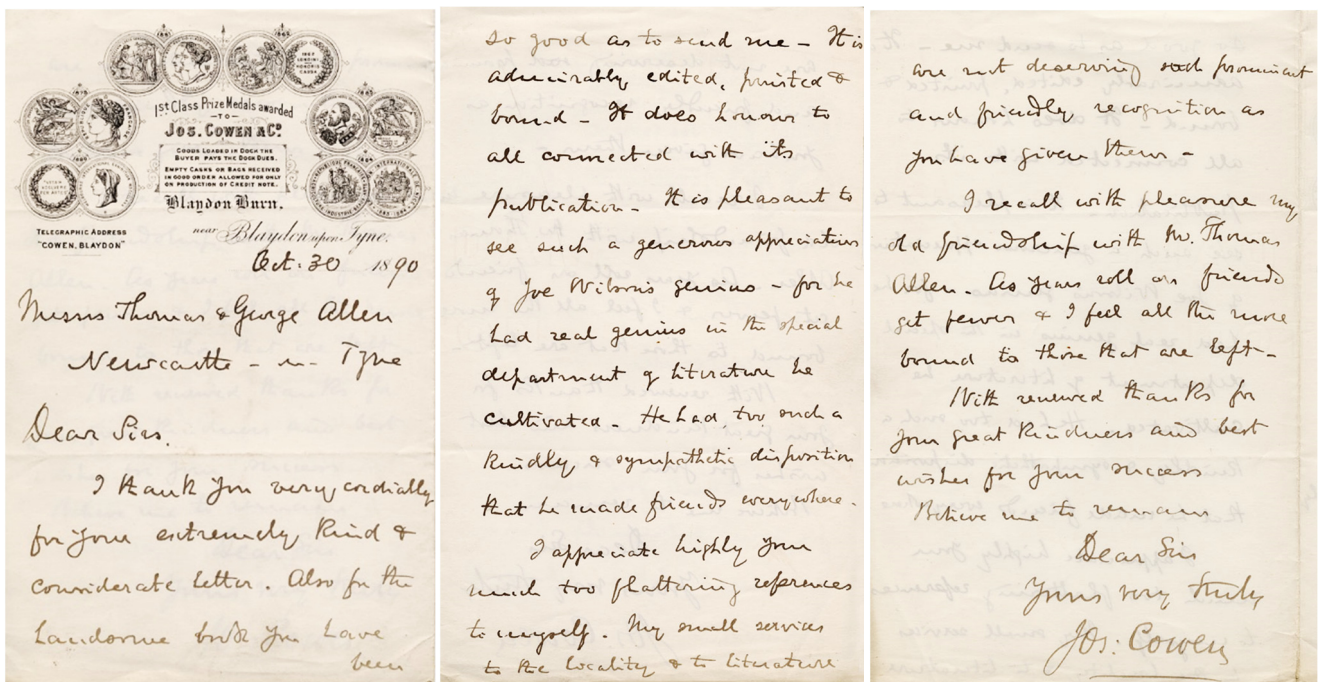 1st Class Prize Medals awarded
- TO -
JOS. COWEN & Co.
GOODS LOADED IN DOCK THE
BUYER PAYS THE DOCK DUES.
EMPTY CASKS OR BAGS RECEIVED
IN GOOD ORDER ALLOWED FOR ONLY
ON PRODUCTION OF CREDIT NOTE.
Blaydon Burn.
near Blaydon upon Tyne.
TELEGRAPHIC ADDRESS
"COWEN, BLAYDON"
Oct. 30 1890
Messrs Thomas & George Allen
Newcastle - on - Tyne
Dear Sirs.
I thank you very cordially
for your extremely kind &
considerate letter. Also for the
handsome book you have
been
so good as to send me - It is
admirably edited, printed &
bound - It does honour to
all connected with its
publication - It is pleasant to
see such a generous appreciation
of Joe Wilson's genius - for he
had real genius in the special
department of literature he
cultivated - He had too such a
kindly & sympathetic disposition
that he made friends everywhere.
I appreciate highly your
much too flattering references
to myself. My small services
to the locality & to literature
are not deserving such prominent
and friendly recognition as
you have given them -
I recall with pleasure my
old friendship with Mr. Thomas
Allen - As years roll on friends
get fewer & I feel all the more
bound to those that are left -
With renewed thanks for
your great kindness and best
wishes for your success
Believe me to remain
Dear Sirs
Yours very truly
Jos: Cowen